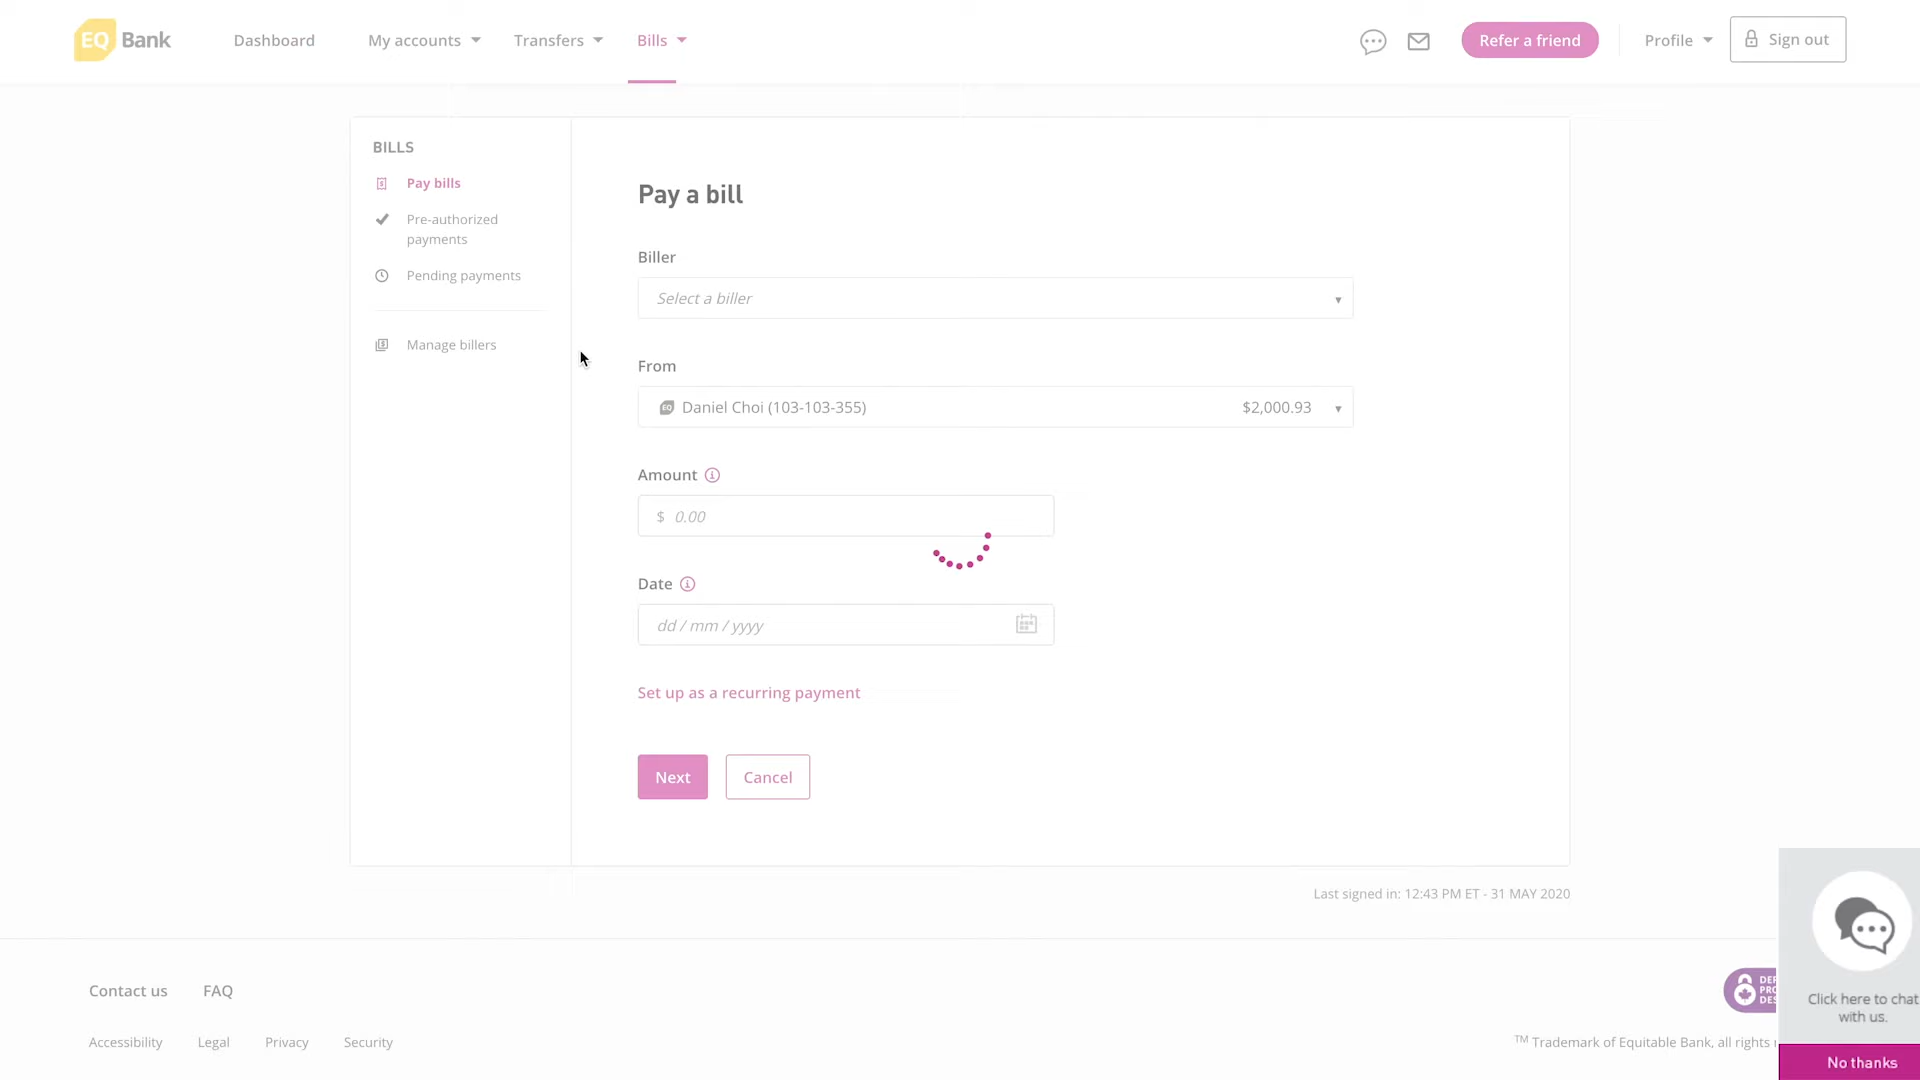 EQ Bank
Dashboard
My accounts
Transfers
Bills
Refer a friend
Profile
Sign out
BILLS
Pay bills
Pre-authorized
payments
Pending payments
Manage billers
Pay a bill
Biller
Select a biller
From
EQ Daniel Choi (103-103-355) $2,000.93
Amount
$ 0.00
Date
dd / mm / yyyy
Set up as a recurring payment
Next
Cancel
Last signed in: 12:43 PM ET - 31 MAY 2020
Contact us
FAQ
Accessibility
Legal
Privacy
Security
TM Trademark of Equitable Bank, all rights
Click here to chat
with us.
No thanks